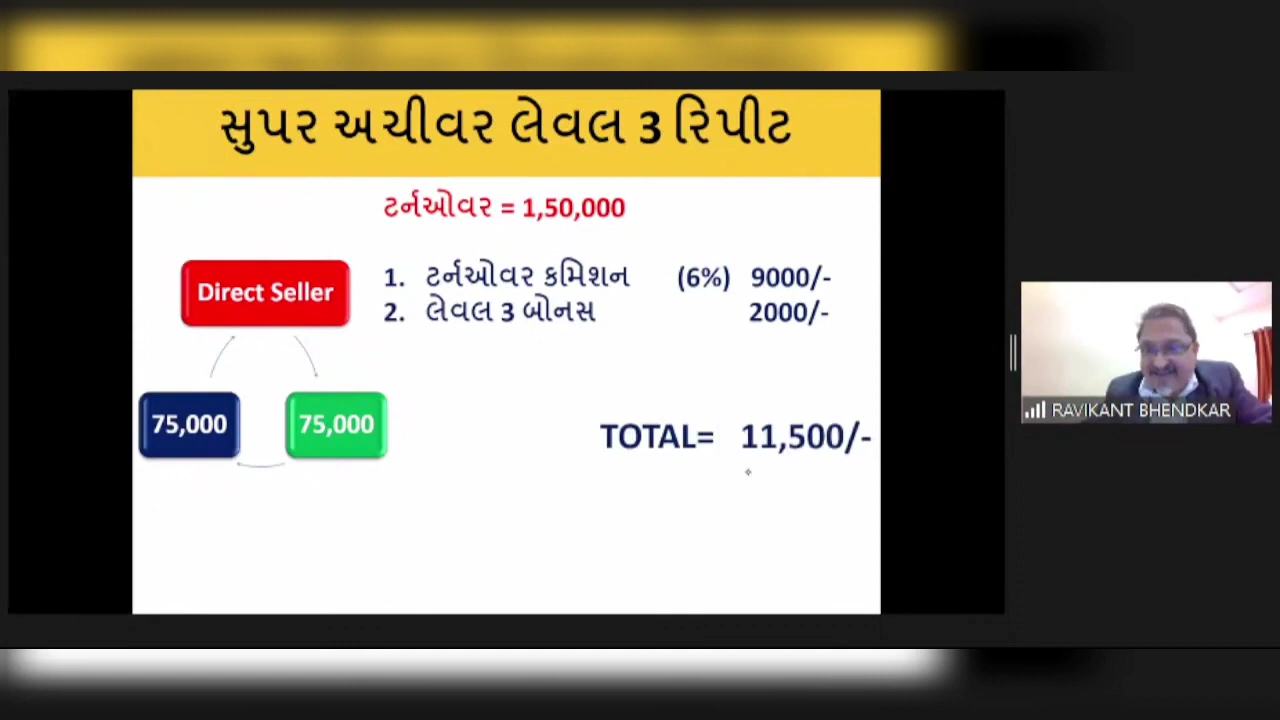 સુપર અચીવર લેવલ 3 રિપીટ
ટર્નઓવર = 1,50,000
Direct Seller
1. ટર્નઓવર કમિશન (6%) 9000/-
2. લેવલ 3 બોનસ 2000/-
75,000
75,000
TOTAL= 11,500/-
RAVIKANT BHENDKAR